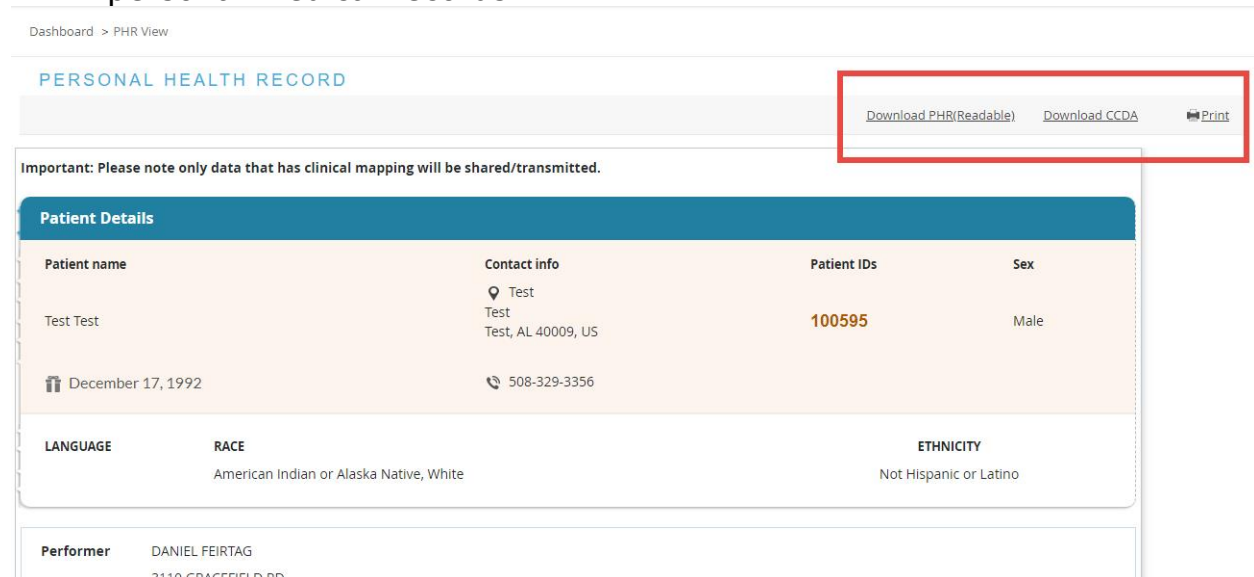 Dashboard > PHR View
PERSONAL HEALTH RECORD
Download PHR(Readable) Download CCDA Print
Important: Please note only data that has clinical mapping will be shared/transmitted.
Patient Details
Patient name Contact info Patient IDs Sex
Test
Test Test Test 100595 Male
Test, AL 40009, US
December 17, 1992 508-329-3356
LANGUAGE RACE ETHNICITY
American Indian or Alaska Native, White Not Hispanic or Latino
Performer DANIEL FEIRTAG
3110 GRACEFIELD RD